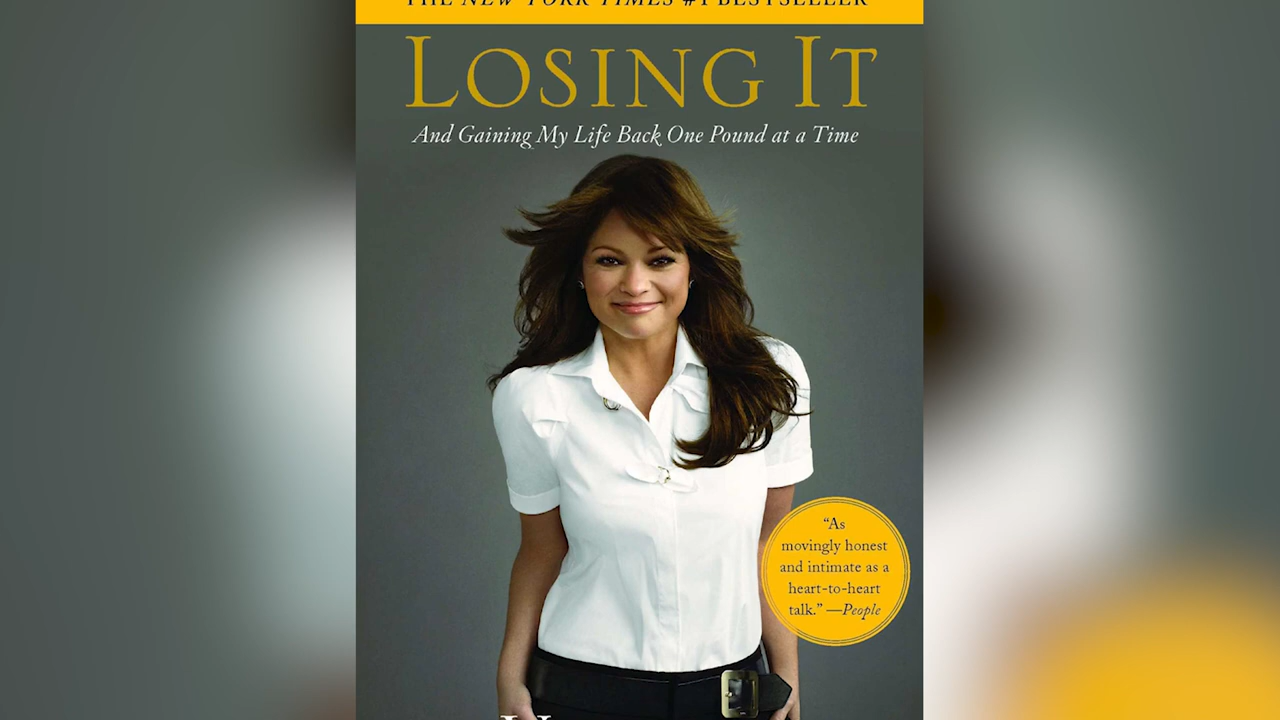 THE NEW YORK TIMES #1 BESTSELLER
LOSING IT
And Gaining My Life Back One Pound at a Time
“As
movingly honest
and intimate as a
heart-to-heart
talk.” —People